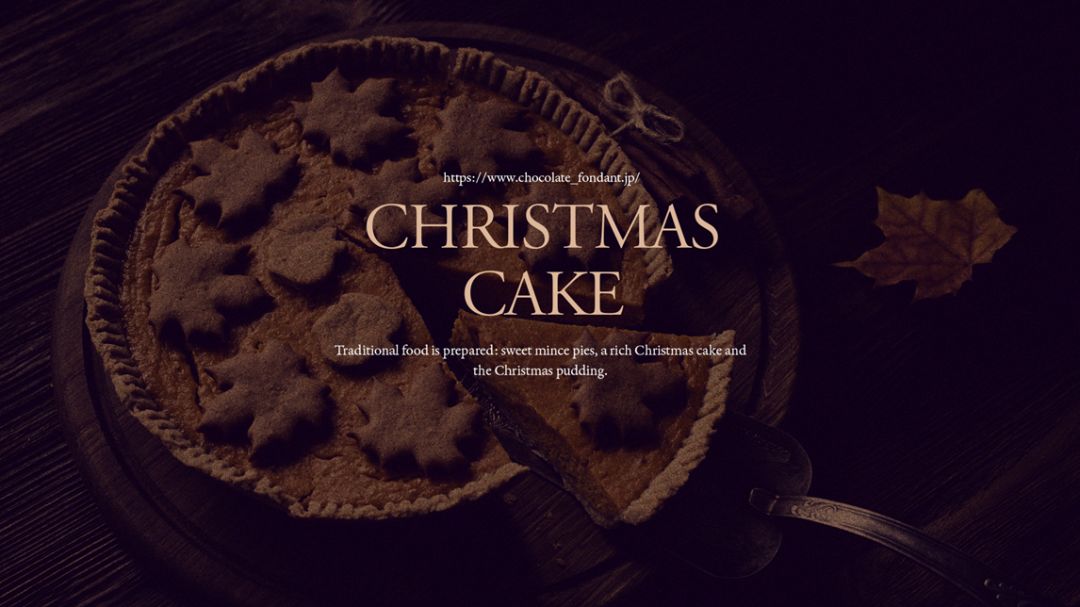 https://www.chocolate_fondant.jp/
CHRISTMAS
CAKE
Traditional food is prepared: sweet mince pies, a rich Christmas cake and
the Christmas pudding.